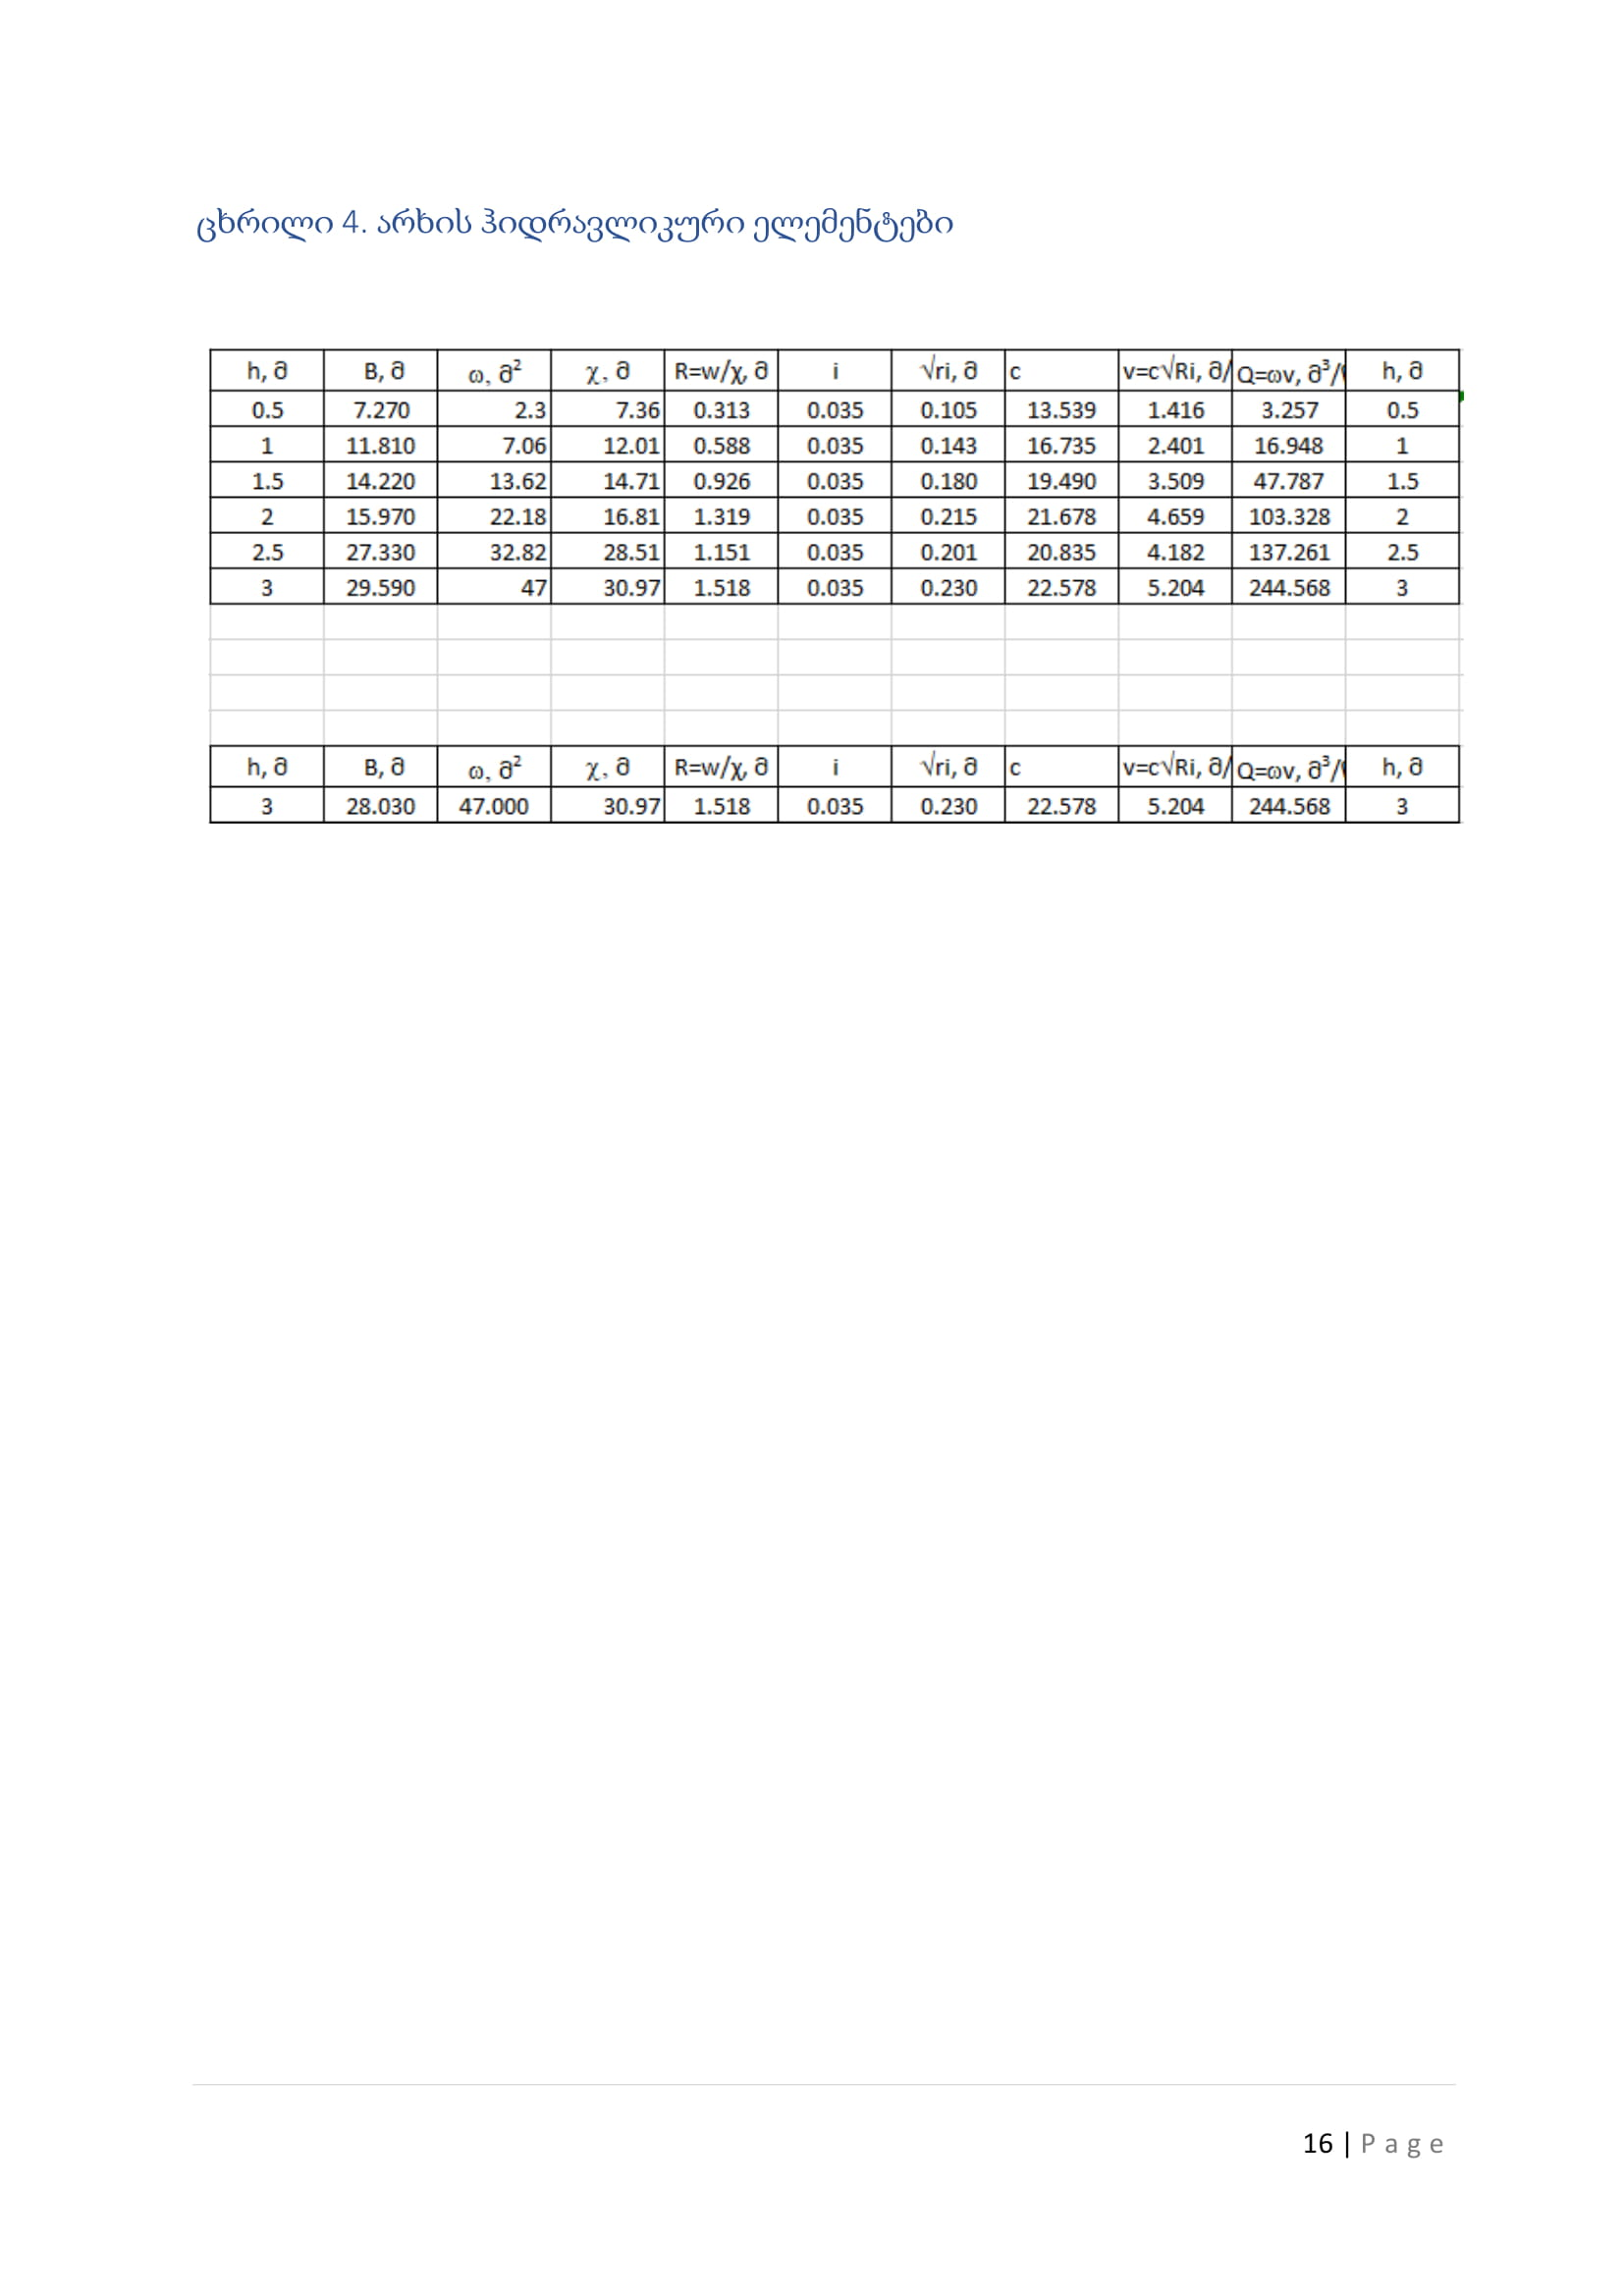 ცხრილი 4. არხის ჰიდრავლიკური ელემენტები
h, მ B, მ ω, მ² χ, მ R=w/χ, მ i √ri, მ c v=c√Ri, მ/ Q=ωv, მ³/ h, მ
0.5 7.270 2.3 7.36 0.313 0.035 0.105 13.539 1.416 3.257 0.5
1 11.810 7.06 12.01 0.588 0.035 0.143 16.735 2.401 16.948 1
1.5 14.220 13.62 14.71 0.926 0.035 0.180 19.490 3.509 47.787 1.5
2 15.970 22.18 16.81 1.319 0.035 0.215 21.678 4.659 103.328 2
2.5 27.330 32.82 28.51 1.151 0.035 0.201 20.835 4.182 137.261 2.5
3 29.590 47 30.97 1.518 0.035 0.230 22.578 5.204 244.568 3
h, მ B, მ ω, მ² χ, მ R=w/χ, მ i √ri, მ c v=c√Ri, მ/ Q=ωv, მ³/ h, მ
3 28.030 47.000 30.97 1.518 0.035 0.230 22.578 5.204 244.568 3
16 | Page